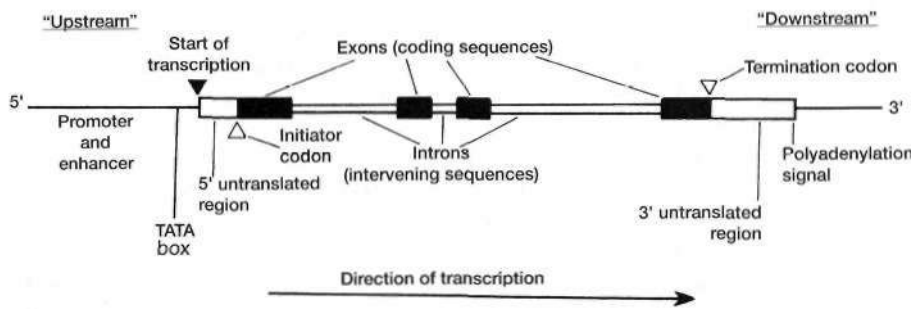 "Upstream"
"Downstream"
Start of
transcription
Exons (coding sequences)
Termination codon
5'
3'
Promoter
and
enhancer
Initiator
codon
Introns
(intervening sequences)
Polyadenylation
signal
5' untranslated
region
3' untranslated
region
TATA
box
Direction of transcription